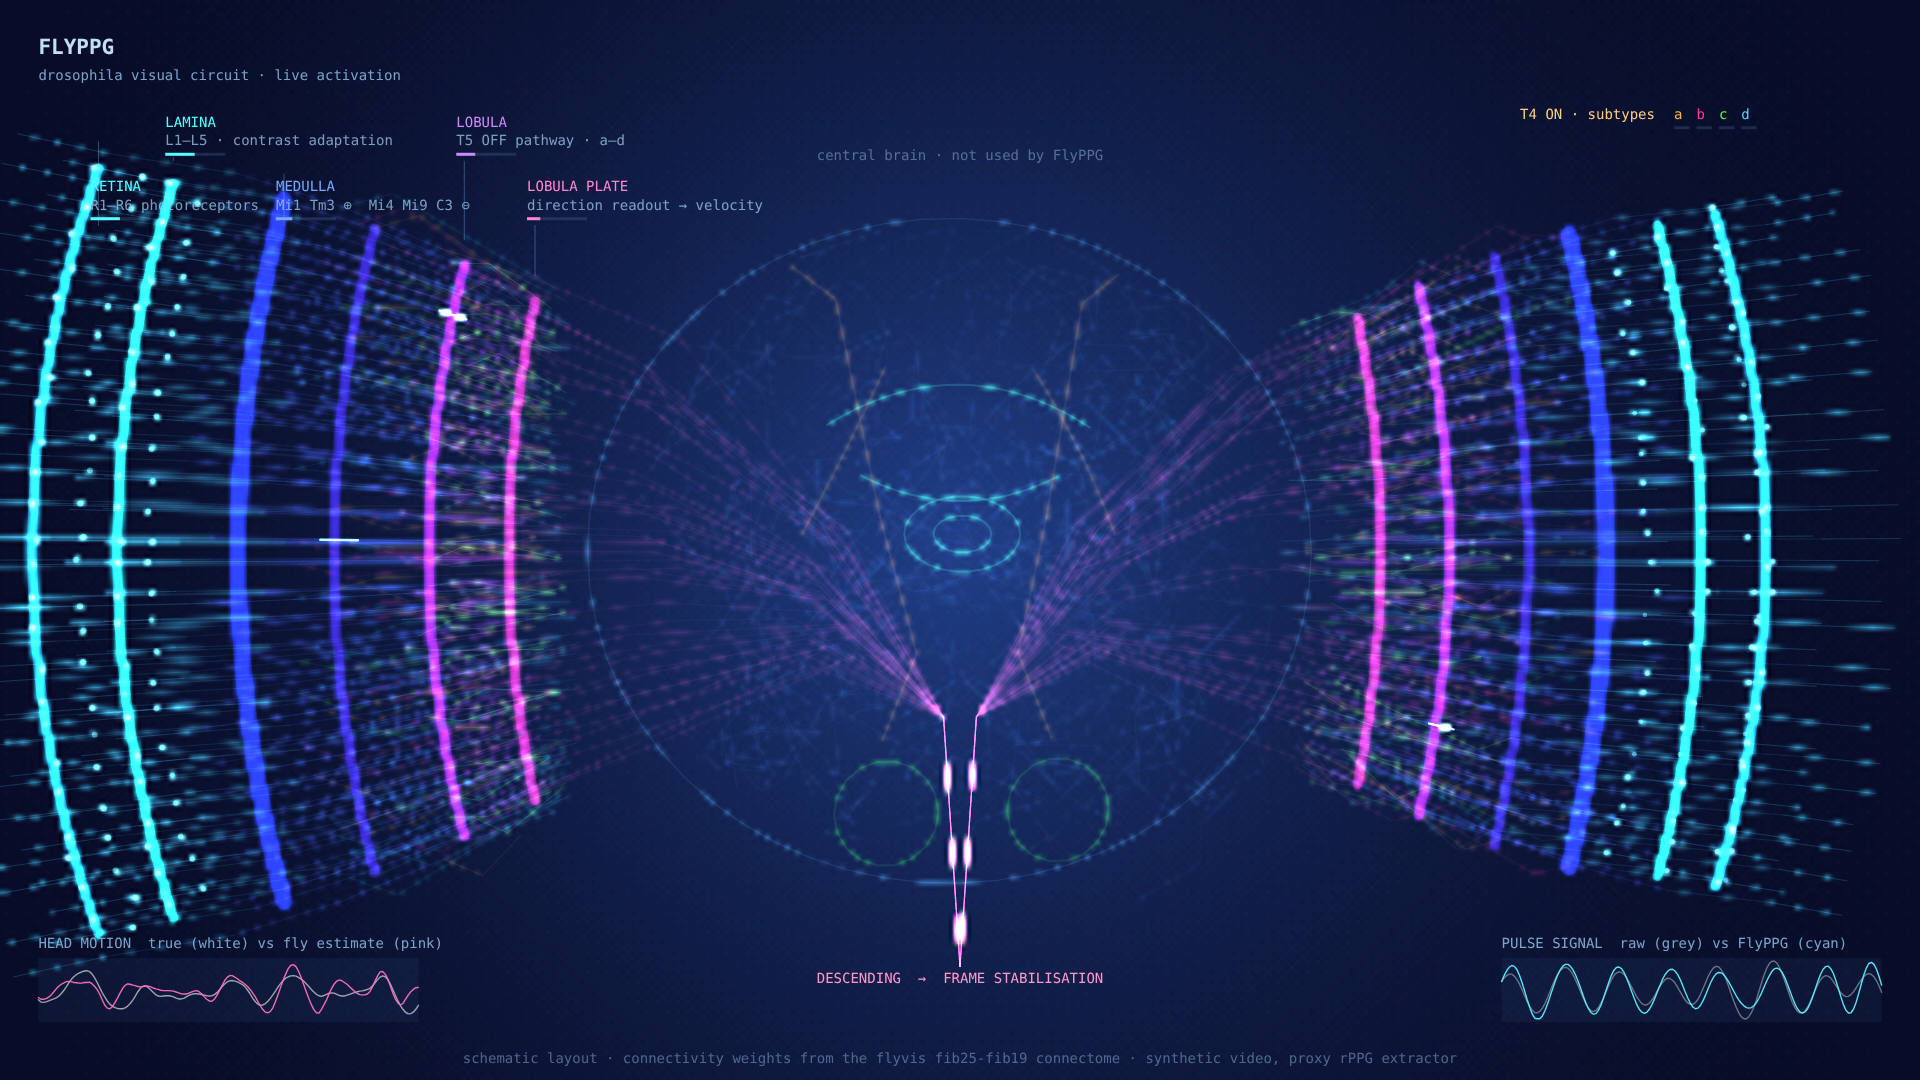 FLYPPG
drosophila visual circuit · live activation
LAMINA
L1–L5 · contrast adaptation
LOBULA
T5 OFF pathway · a–d
T4 ON · subtypes a b c d
central brain · not used by FlyPPG
RETINA
R1–R6 photoreceptors
MEDULLA
Mi1 Tm3 ⊕ Mi4 Mi9 C3 ⊖
LOBULA PLATE
direction readout → velocity
HEAD MOTION true (white) vs fly estimate (pink)
PULSE SIGNAL raw (grey) vs FlyPPG (cyan)
DESCENDING → FRAME STABILISATION
schematic layout · connectivity weights from the flyvis fib25-fib19 connectome · synthetic video, proxy rPPG extractor